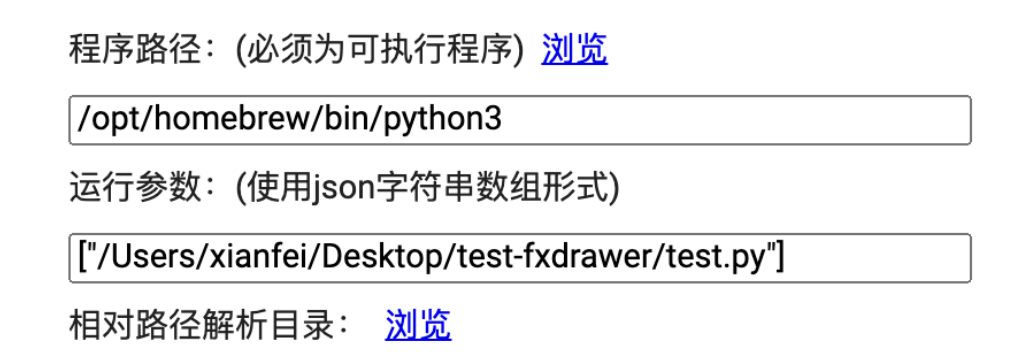 程序路径：(必须为可执行程序) 浏览
/opt/homebrew/bin/python3
运行参数：(使用json字符串数组形式)
["/Users/xianfei/Desktop/test-fxdrawer/test.py"]
相对路径解析目录： 浏览